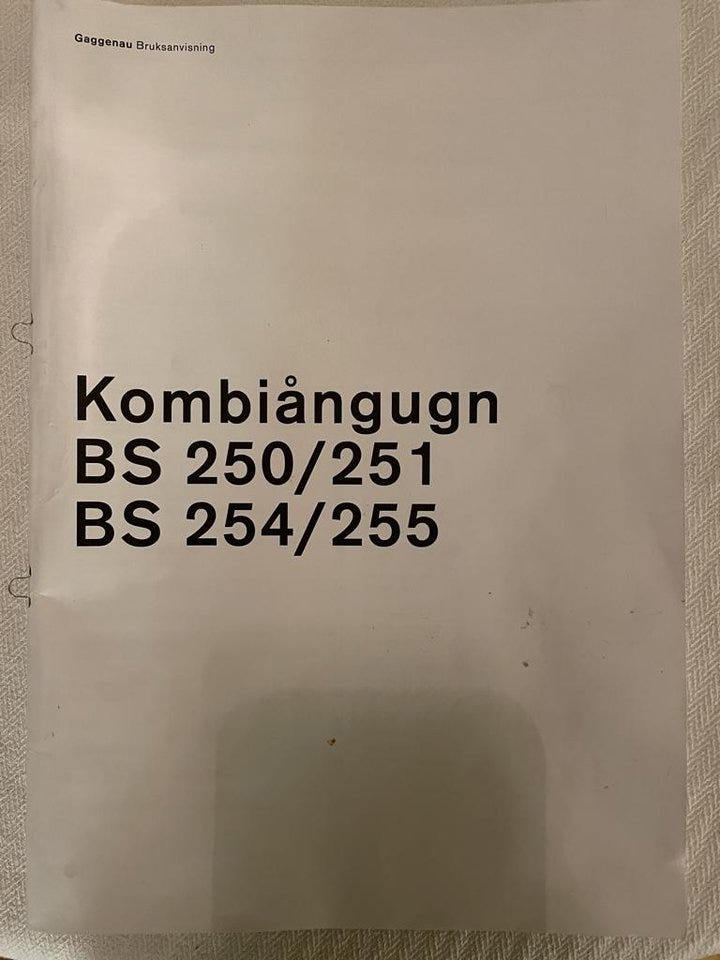 Gaggenau Bruksanvisning
Kombiångugn
BS 250/251
BS 254/255